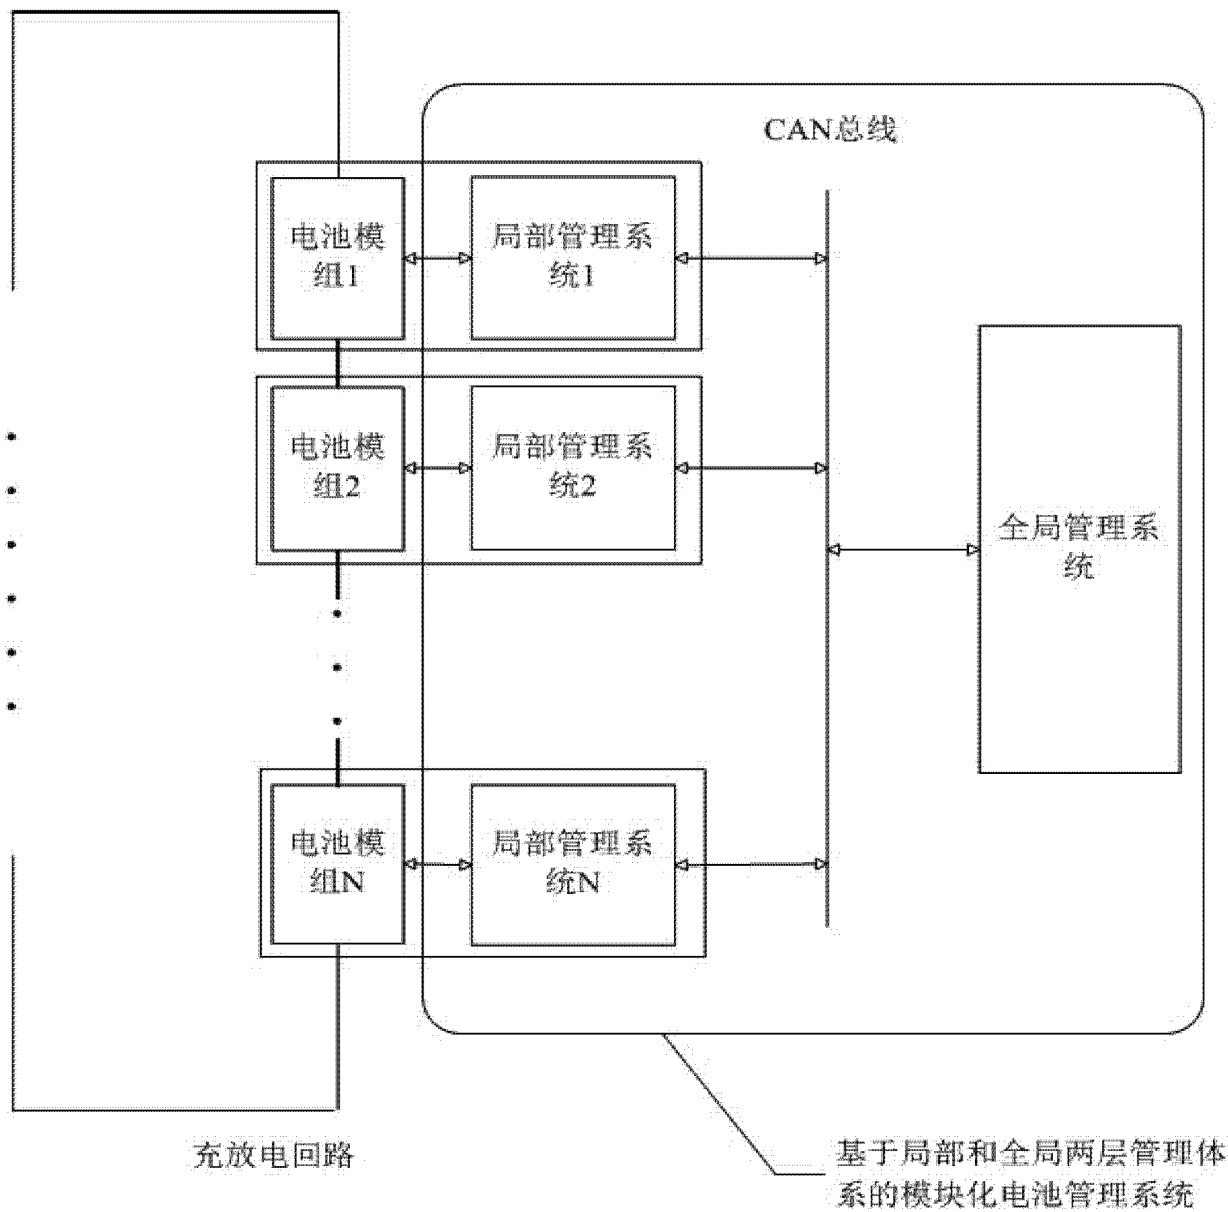 CAN总线
电池模
组1
局部管理系
统1
电池模
组2
局部管理系
统2
全局管理系
统
电池模
组N
局部管理系
统N
充放电回路
基于局部和全局两层管理体
系的模块化电池管理系统